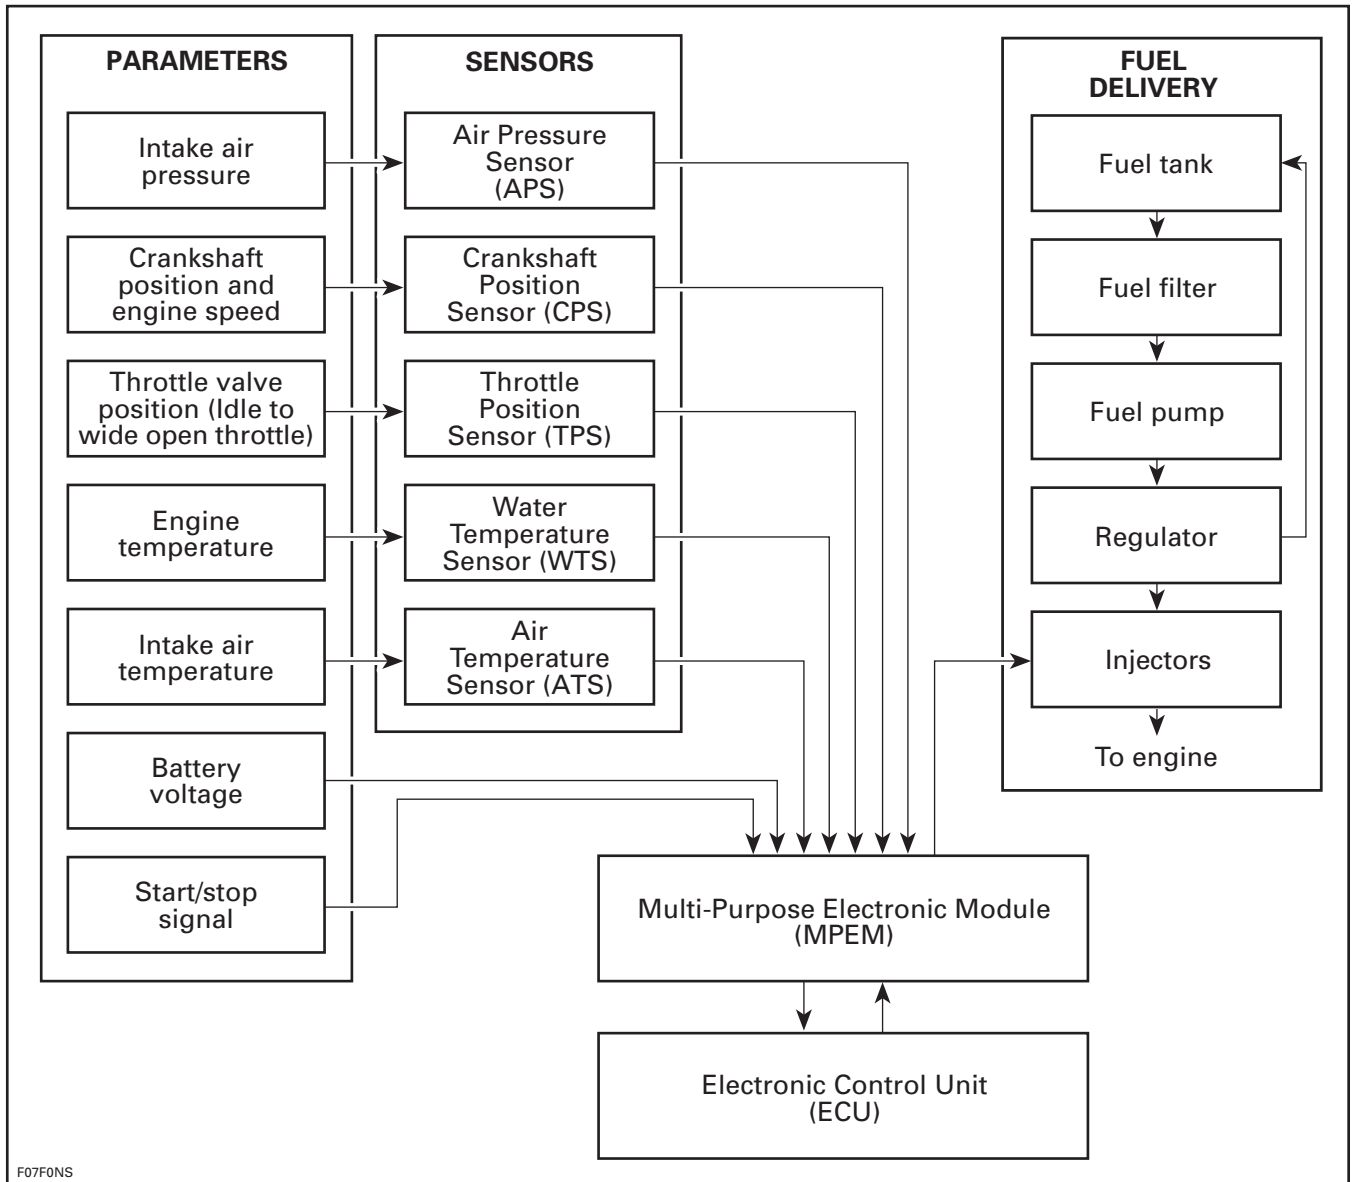 PARAMETERS
Intake air
pressure
Crankshaft
position and
engine speed
Throttle valve
position (Idle to
wide open throttle)
Engine
temperature
Intake air
temperature
Battery
voltage
Start/stop
signal
SENSORS
Air Pressure
Sensor
(APS)
Crankshaft
Position
Sensor (CPS)
Throttle
Position
Sensor (TPS)
Water
Temperature
Sensor (WTS)
Air
Temperature
Sensor (ATS)
FUEL
DELIVERY
Fuel tank
Fuel filter
Fuel pump
Regulator
Injectors
To engine
Multi-Purpose Electronic Module
(MPEM)
Electronic Control Unit
(ECU)
F07F0NS